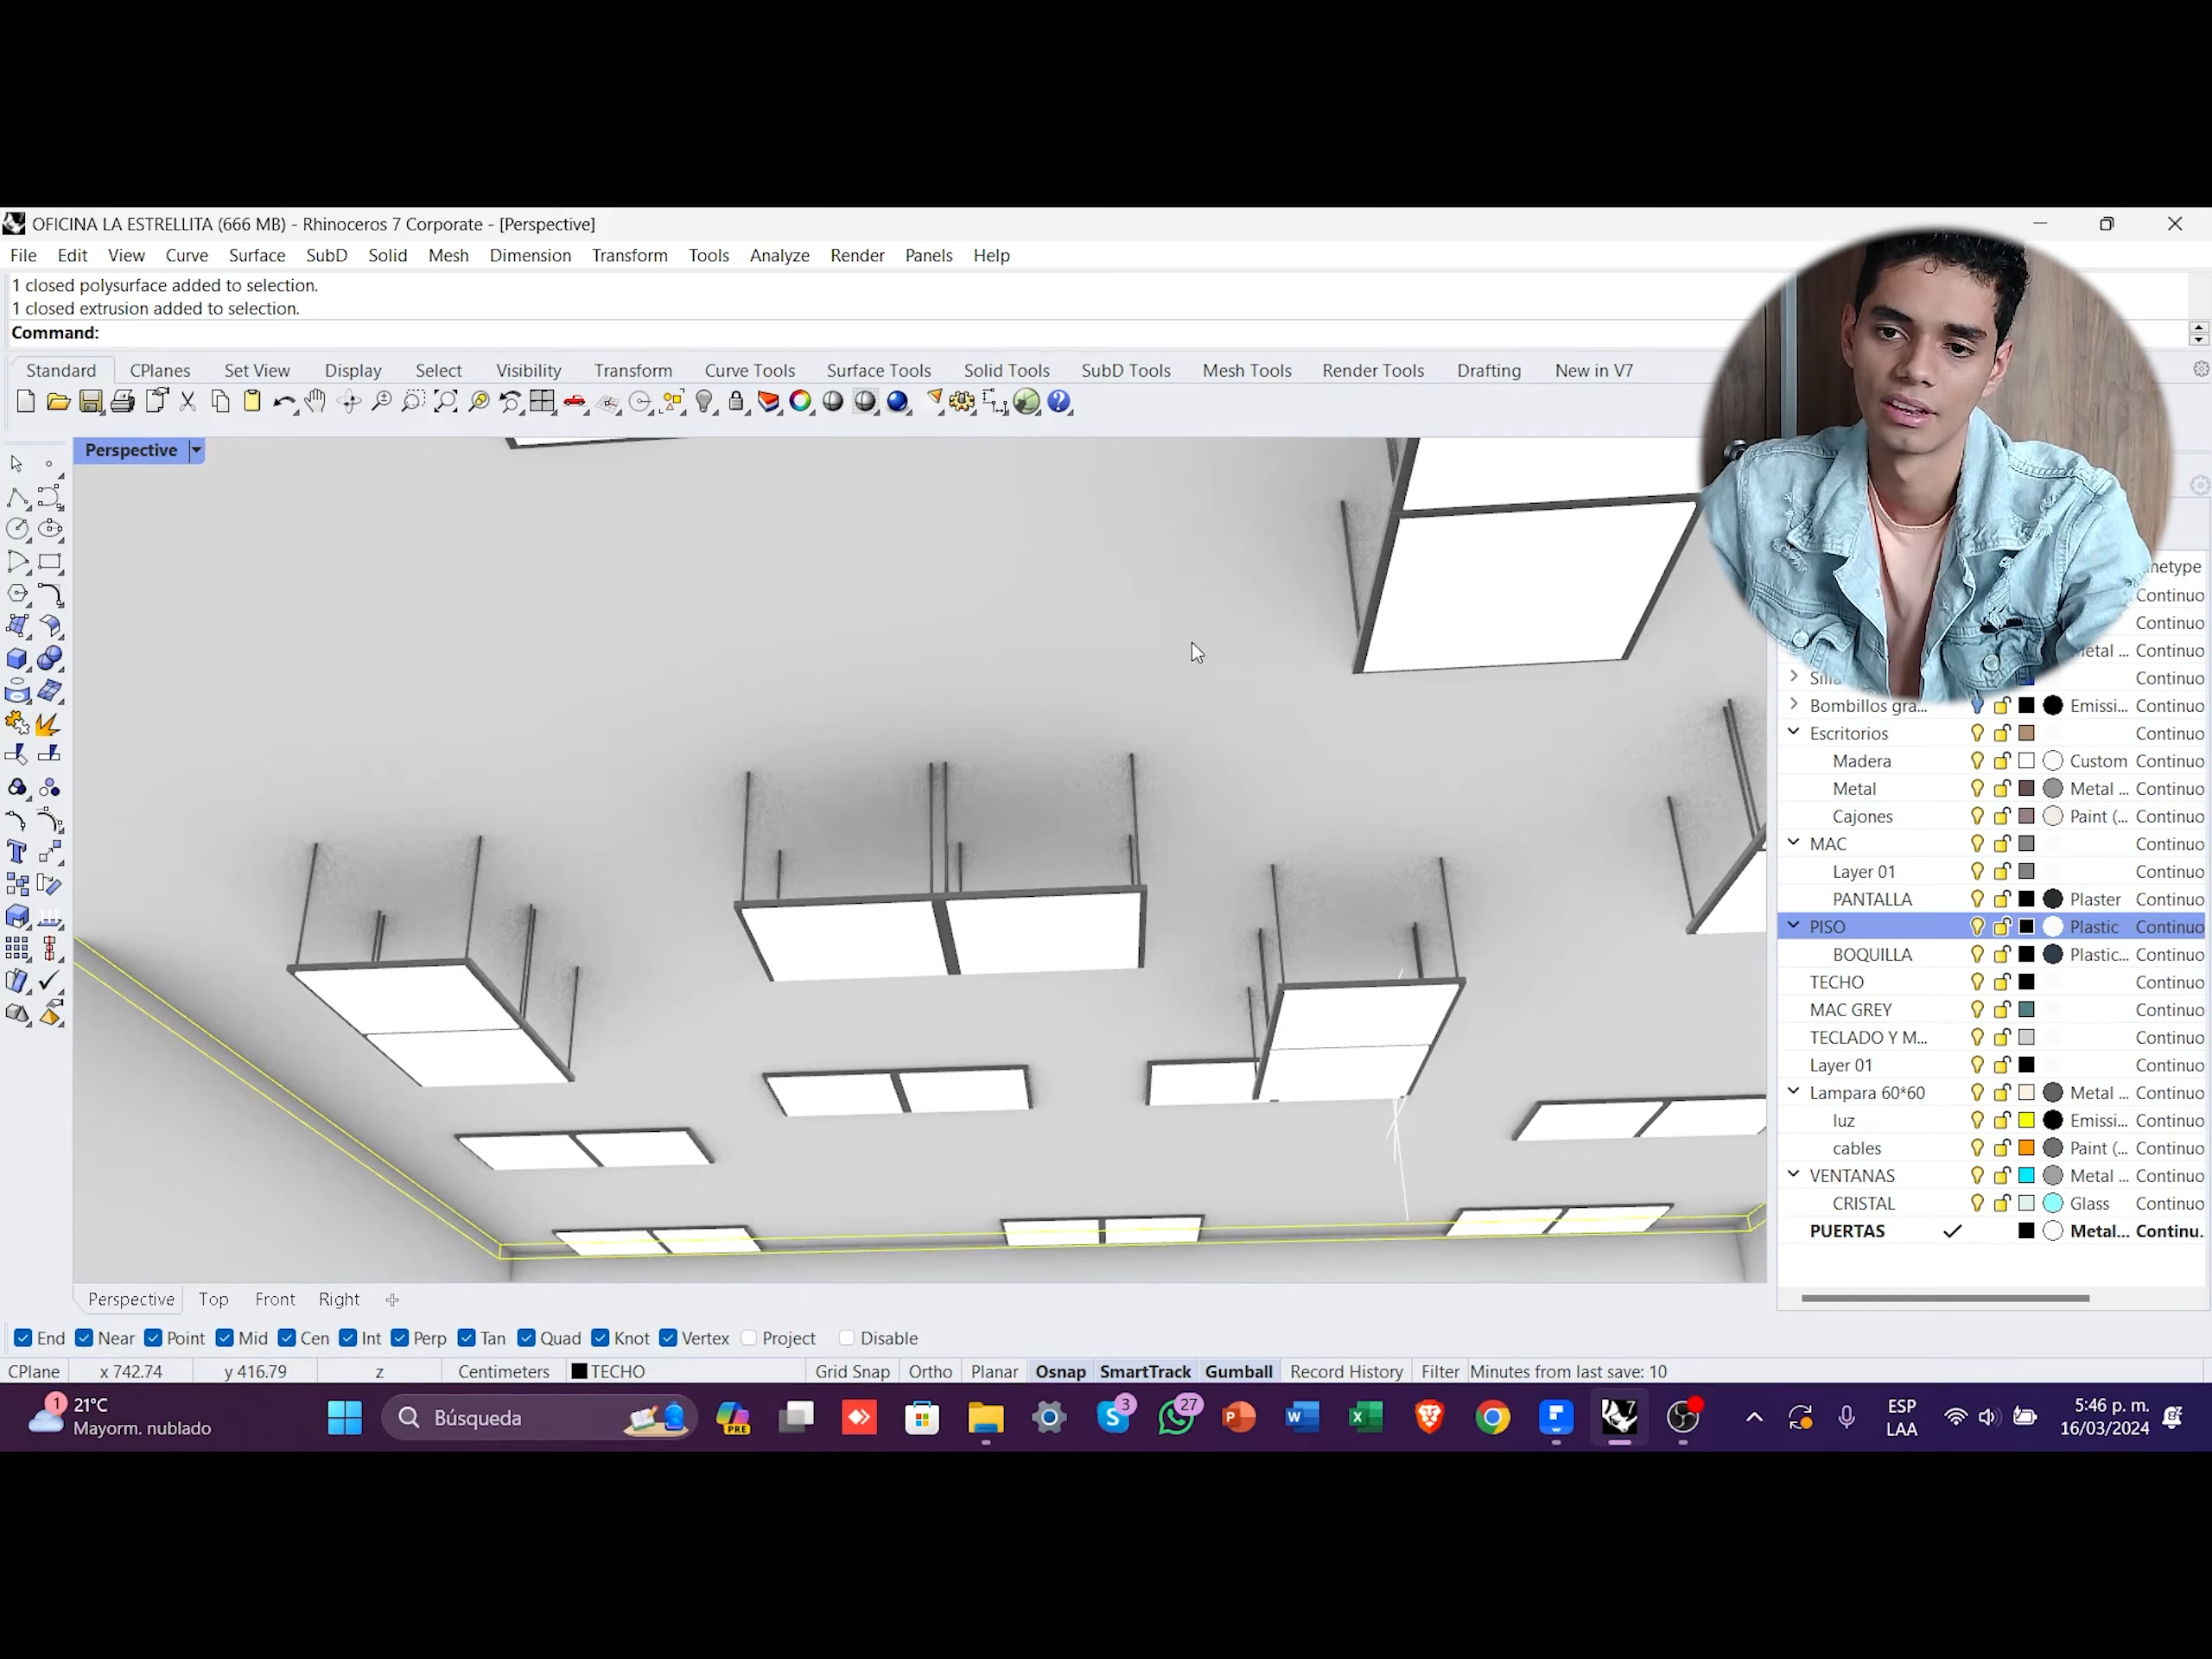 OFICINA LA ESTRELLITA (666 MB) - Rhinoceros 7 Corporate - [Perspective]
File Edit View Curve Surface SubD Solid Mesh Dimension Transform Tools Analyze Render Panels Help
1 closed polysurface added to selection.
1 closed extrusion added to selection.
Command:
Standard CPlanes Set View Display Select Visibility Transform Curve Tools Surface Tools Solid Tools SubD Tools Mesh Tools Render Tools Drafting New in V7
Perspective
netype
Continuo
Continuo
etal ... Continuo
Continuo
Bombillos gra... Emissi... Continuo
Escritorios Continuo
Madera Custom Continuo
Metal Metal ... Continuo
Cajones Paint (... Continuo
MAC Continuo
Layer 01 Continuo
PANTALLA Plaster Continuo
PISO Plastic Continuo
BOQUILLA Plastic... Continuo
TECHO Continuo
MAC GREY Continuo
TECLADO Y M... Continuo
Layer 01 Continuo
Lampara 60*60 Metal ... Continuo
luz Emissi... Continuo
cables Paint (... Continuo
VENTANAS Metal ... Continuo
CRISTAL Glass Continuo
PUERTAS Metal... Continu.
Perspective Top Front Right
End Near Point Mid Cen Int Perp Tan Quad Knot Vertex Project Disable
CPlane x 742.74 y 416.79 z Centimeters TECHO Grid Snap Ortho Planar Osnap SmartTrack Gumball Record History Filter Minutes from last save: 10
1 21°C
Mayorm. nublado
Búsqueda
PRE
3
27
7
ESP
LAA
5:46 p. m.
16/03/2024